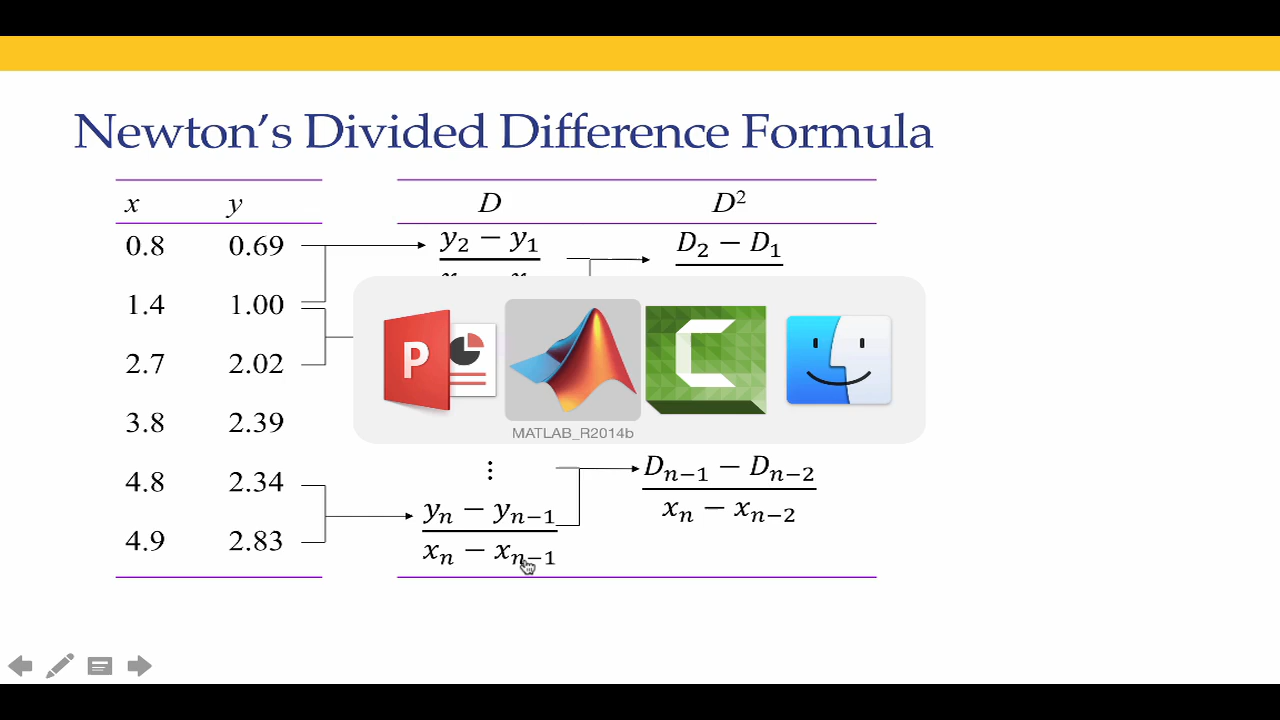 Newton's Divided Difference Formula
x y D D²
0.8 0.69 y₂ − y₁ D₂ − D₁
1.4 1.00
2.7 2.02
P
MATLAB_R2014b
3.8 2.39
4.8 2.34 ⋮ Dₙ₋₁ − Dₙ₋₂
xₙ − xₙ₋₂
yₙ − yₙ₋₁
4.9 2.83 xₙ − xₙ₋₁